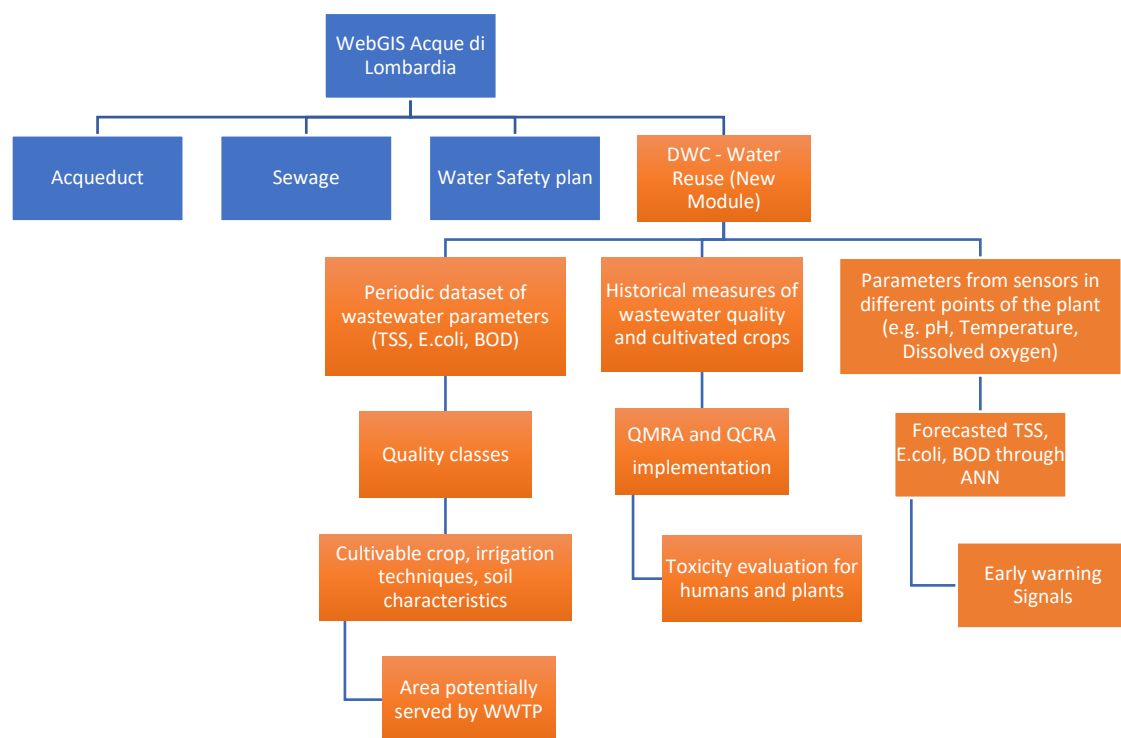 WebGIS Acque di
Lombardia
Acqueduct
Sewage
Water Safety plan
DWC - Water
Reuse (New
Module)
Periodic dataset of
wastewater parameters
(TSS, E.coli, BOD)
Historical measures of
wastewater quality
and cultivated crops
Parameters from sensors in
different points of the plant
(e.g. pH, Temperature,
Dissolved oxygen)
Quality classes
QMRA and QCRA
implementation
Forecasted TSS,
E.coli, BOD through
ANN
Cultivable crop, irrigation
techniques, soil
characteristics
Toxicity evaluation for
humans and plants
Early warning
Signals
Area potentially
served by WWTP